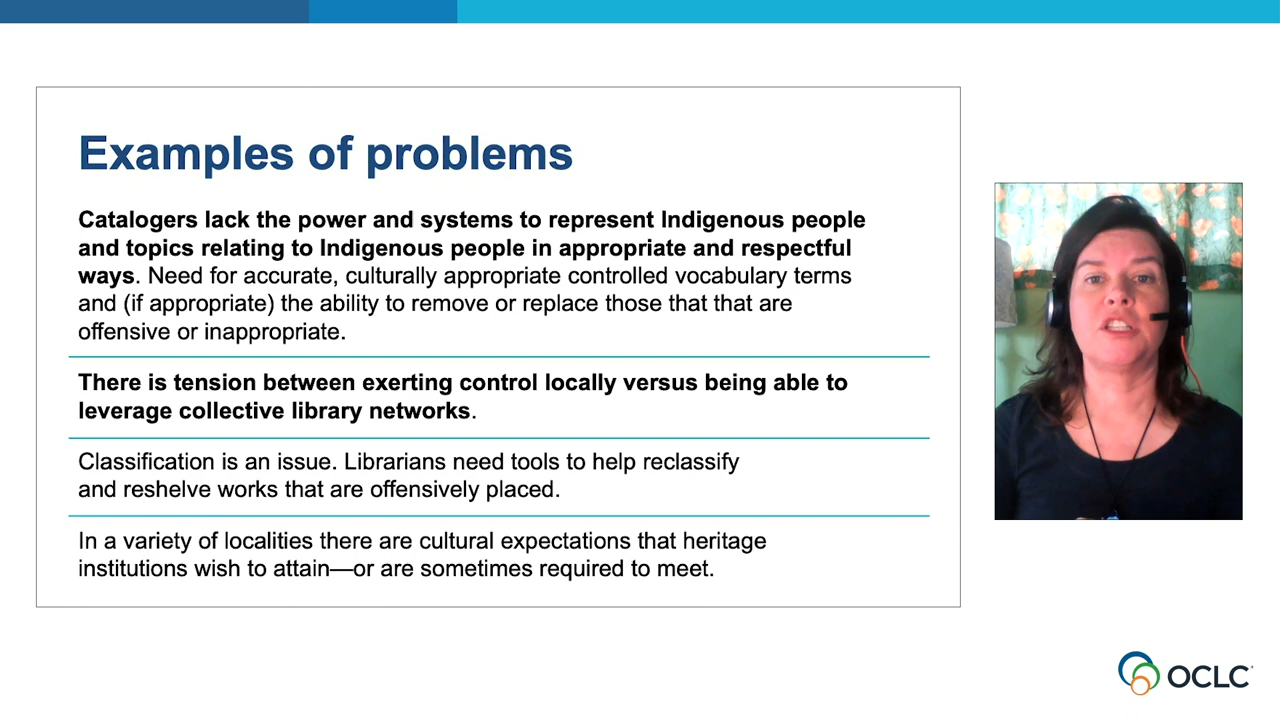 Examples of problems
Catalogers lack the power and systems to represent Indigenous people
and topics relating to Indigenous people in appropriate and respectful
ways. Need for accurate, culturally appropriate controlled vocabulary terms
and (if appropriate) the ability to remove or replace those that that are
offensive or inappropriate.
There is tension between exerting control locally versus being able to
leverage collective library networks.
Classification is an issue. Librarians need tools to help reclassify
and reshelve works that are offensively placed.
In a variety of localities there are cultural expectations that heritage
institutions wish to attain—or are sometimes required to meet.
OCLC